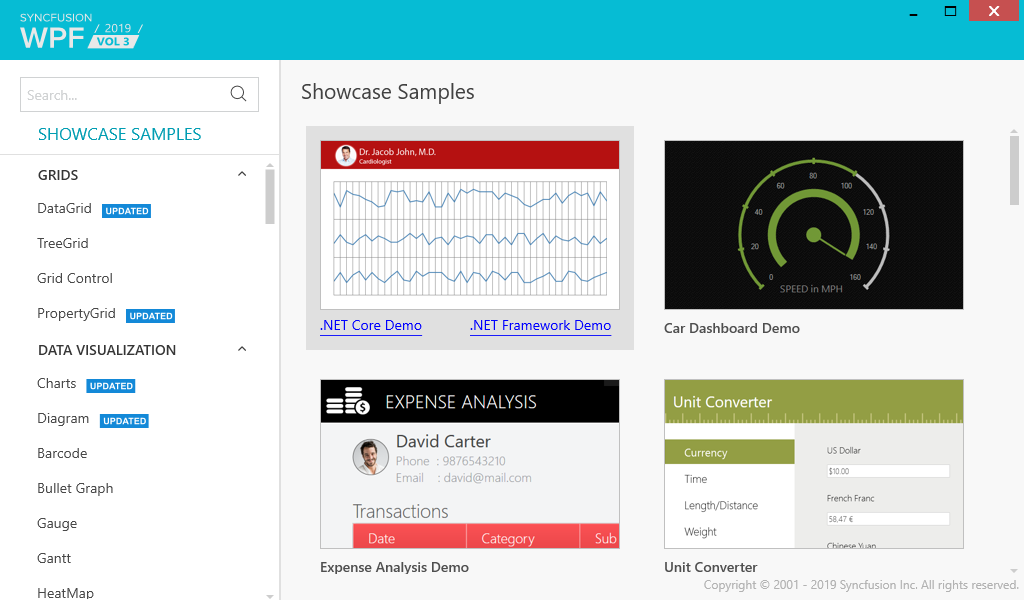 SYNCFUSION
WPF / 2019 /
VOL 3
Search...
SHOWCASE SAMPLES
GRIDS
DataGrid UPDATED
TreeGrid
Grid Control
PropertyGrid UPDATED
DATA VISUALIZATION
Charts UPDATED
Diagram UPDATED
Barcode
Bullet Graph
Gauge
Gantt
HeatMap
Showcase Samples
Dr. Jacob John, M.D.
Cardiologist
.NET Core Demo .NET Framework Demo
0 20 40 60 80 100 120 140 160
SPEED in MPH
Car Dashboard Demo
EXPENSE ANALYSIS
David Carter
Phone : 9876543210
Email : david@mail.com
Transactions
Date Category Sub
Expense Analysis Demo
Unit Converter
Currency
Time
Length/Distance
Weight
US Dollar
$10.00
French Franc
58,47 €
Chinese Yuan
Unit Converter
Copyright © 2001 - 2019 Syncfusion Inc. All rights reserved.